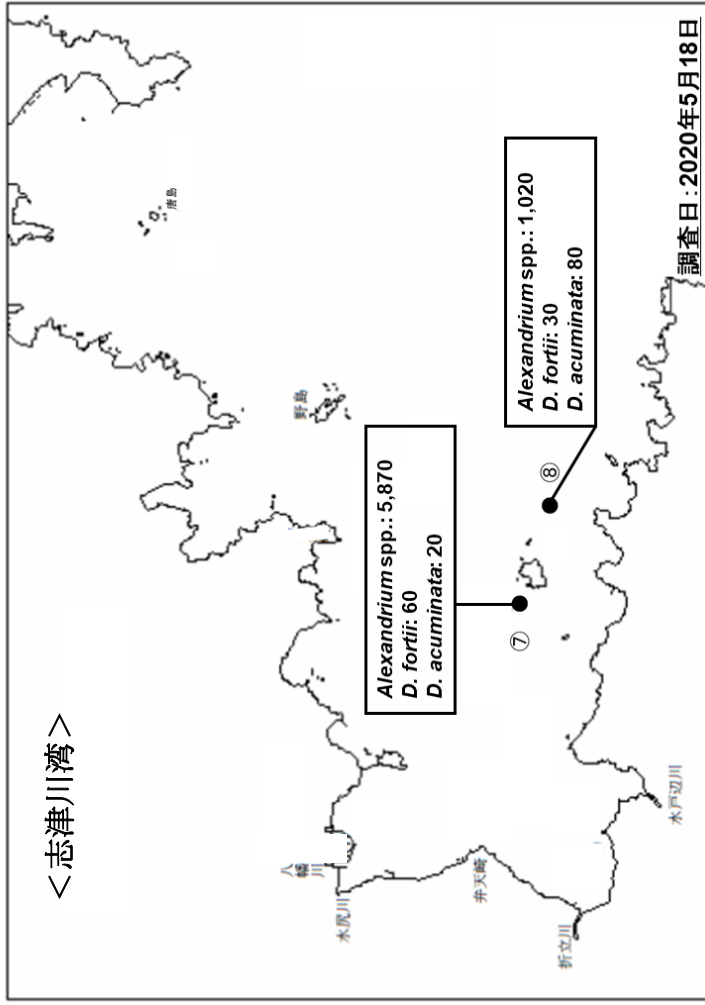 <志津川湾>
唐島
野島
八幡川
水尻川
弁天崎
折立川
水戸辺川
⑦
Alexandrium spp.: 5,870
D. fortii: 60
D. acuminata: 20
⑧
Alexandrium spp.: 1,020
D. fortii: 30
D. acuminata: 80
調査日:2020年5月18日